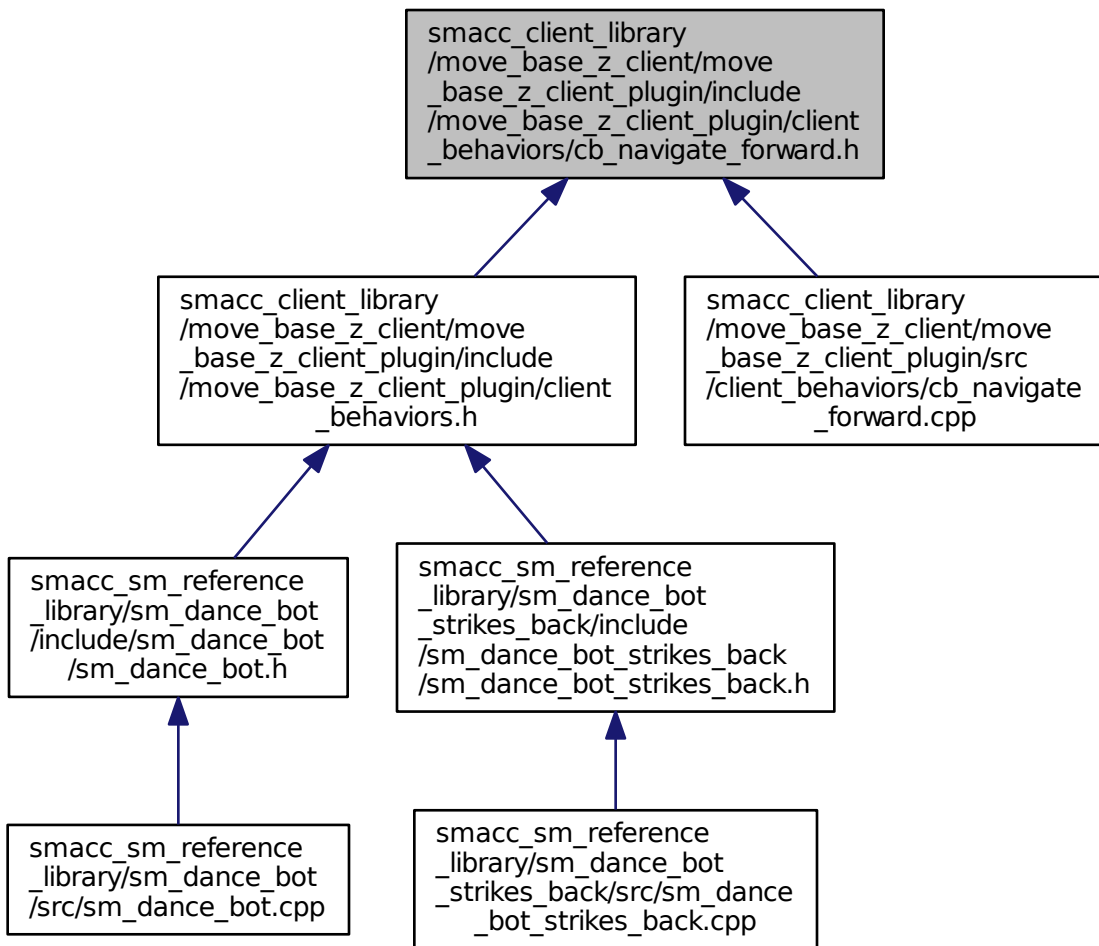 smacc_client_library
/move_base_z_client/move
_base_z_client_plugin/include
/move_base_z_client_plugin/client
_behaviors/cb_navigate_forward.h
smacc_client_library
/move_base_z_client/move
_base_z_client_plugin/include
/move_base_z_client_plugin/client
_behaviors.h
smacc_client_library
/move_base_z_client/move
_base_z_client_plugin/src
/client_behaviors/cb_navigate
_forward.cpp
smacc_sm_reference
_library/sm_dance_bot
/include/sm_dance_bot
/sm_dance_bot.h
smacc_sm_reference
_library/sm_dance_bot
_strikes_back/include
/sm_dance_bot_strikes_back
/sm_dance_bot_strikes_back.h
smacc_sm_reference
_library/sm_dance_bot
/src/sm_dance_bot.cpp
smacc_sm_reference
_library/sm_dance_bot
_strikes_back/src/sm_dance
_bot_strikes_back.cpp